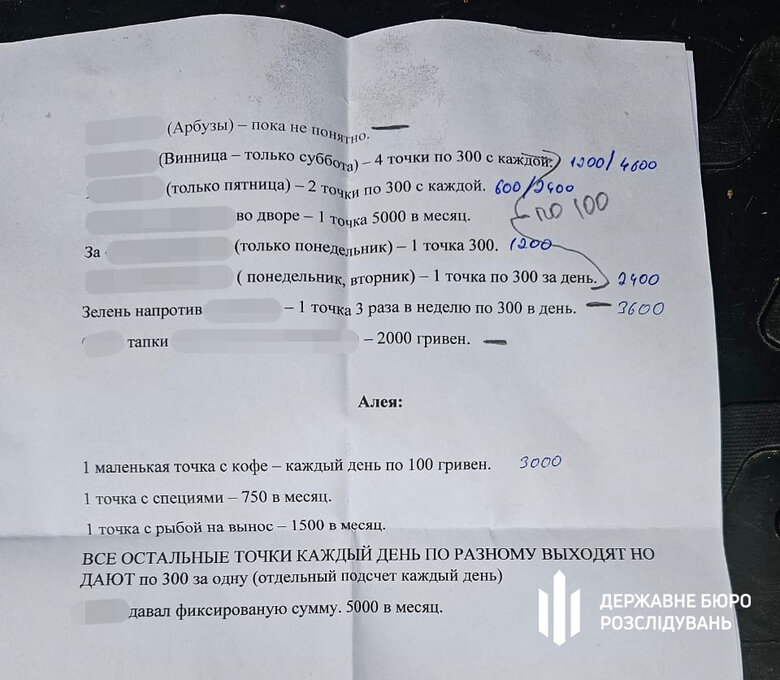 (Арбузы) – пока не понятно. —
(Винница – только суббота) – 4 точки по 300 с каждой. 1200/4600
(только пятница) – 2 точки по 300 с каждой. 600/2400
во дворе – 1 точка 5000 в месяц. – по 100
За (только понедельник) – 1 точка 300. 1200
( понедельник, вторник) – 1 точка по 300 за день. 2400
Зелень напротив – 1 точка 3 раза в неделю по 300 в день. — 3600
тапки – 2000 гривен. —
Алея:
1 маленькая точка с кофе – каждый день по 100 гривен. 3000
1 точка с специями – 750 в месяц.
1 точка с рыбой на вынос – 1500 в месяц.
ВСЕ ОСТАЛЬНЫЕ ТОЧКИ КАЖДЫЙ ДЕНЬ ПО РАЗНОМУ ВЫХОДЯТ НО
ДАЮТ по 300 за одну (отдельный подсчет каждый день)
давал фиксированую сумму. 5000 в месяц.
ДЕРЖАВНЕ БЮРО
РОЗСЛІДУВАНЬ